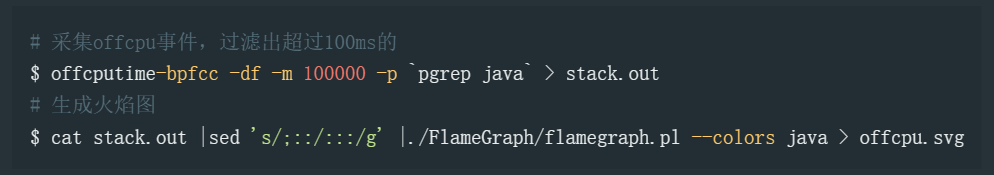 # 采集offcpu事件，过滤出超过100ms的
$ offcputime-bpfcc -df -m 100000 -p `pgrep java` > stack.out
# 生成火焰图
$ cat stack.out |sed 's/;::/:::/g' |./FlameGraph/flamegraph.pl --colors java > offcpu.svg